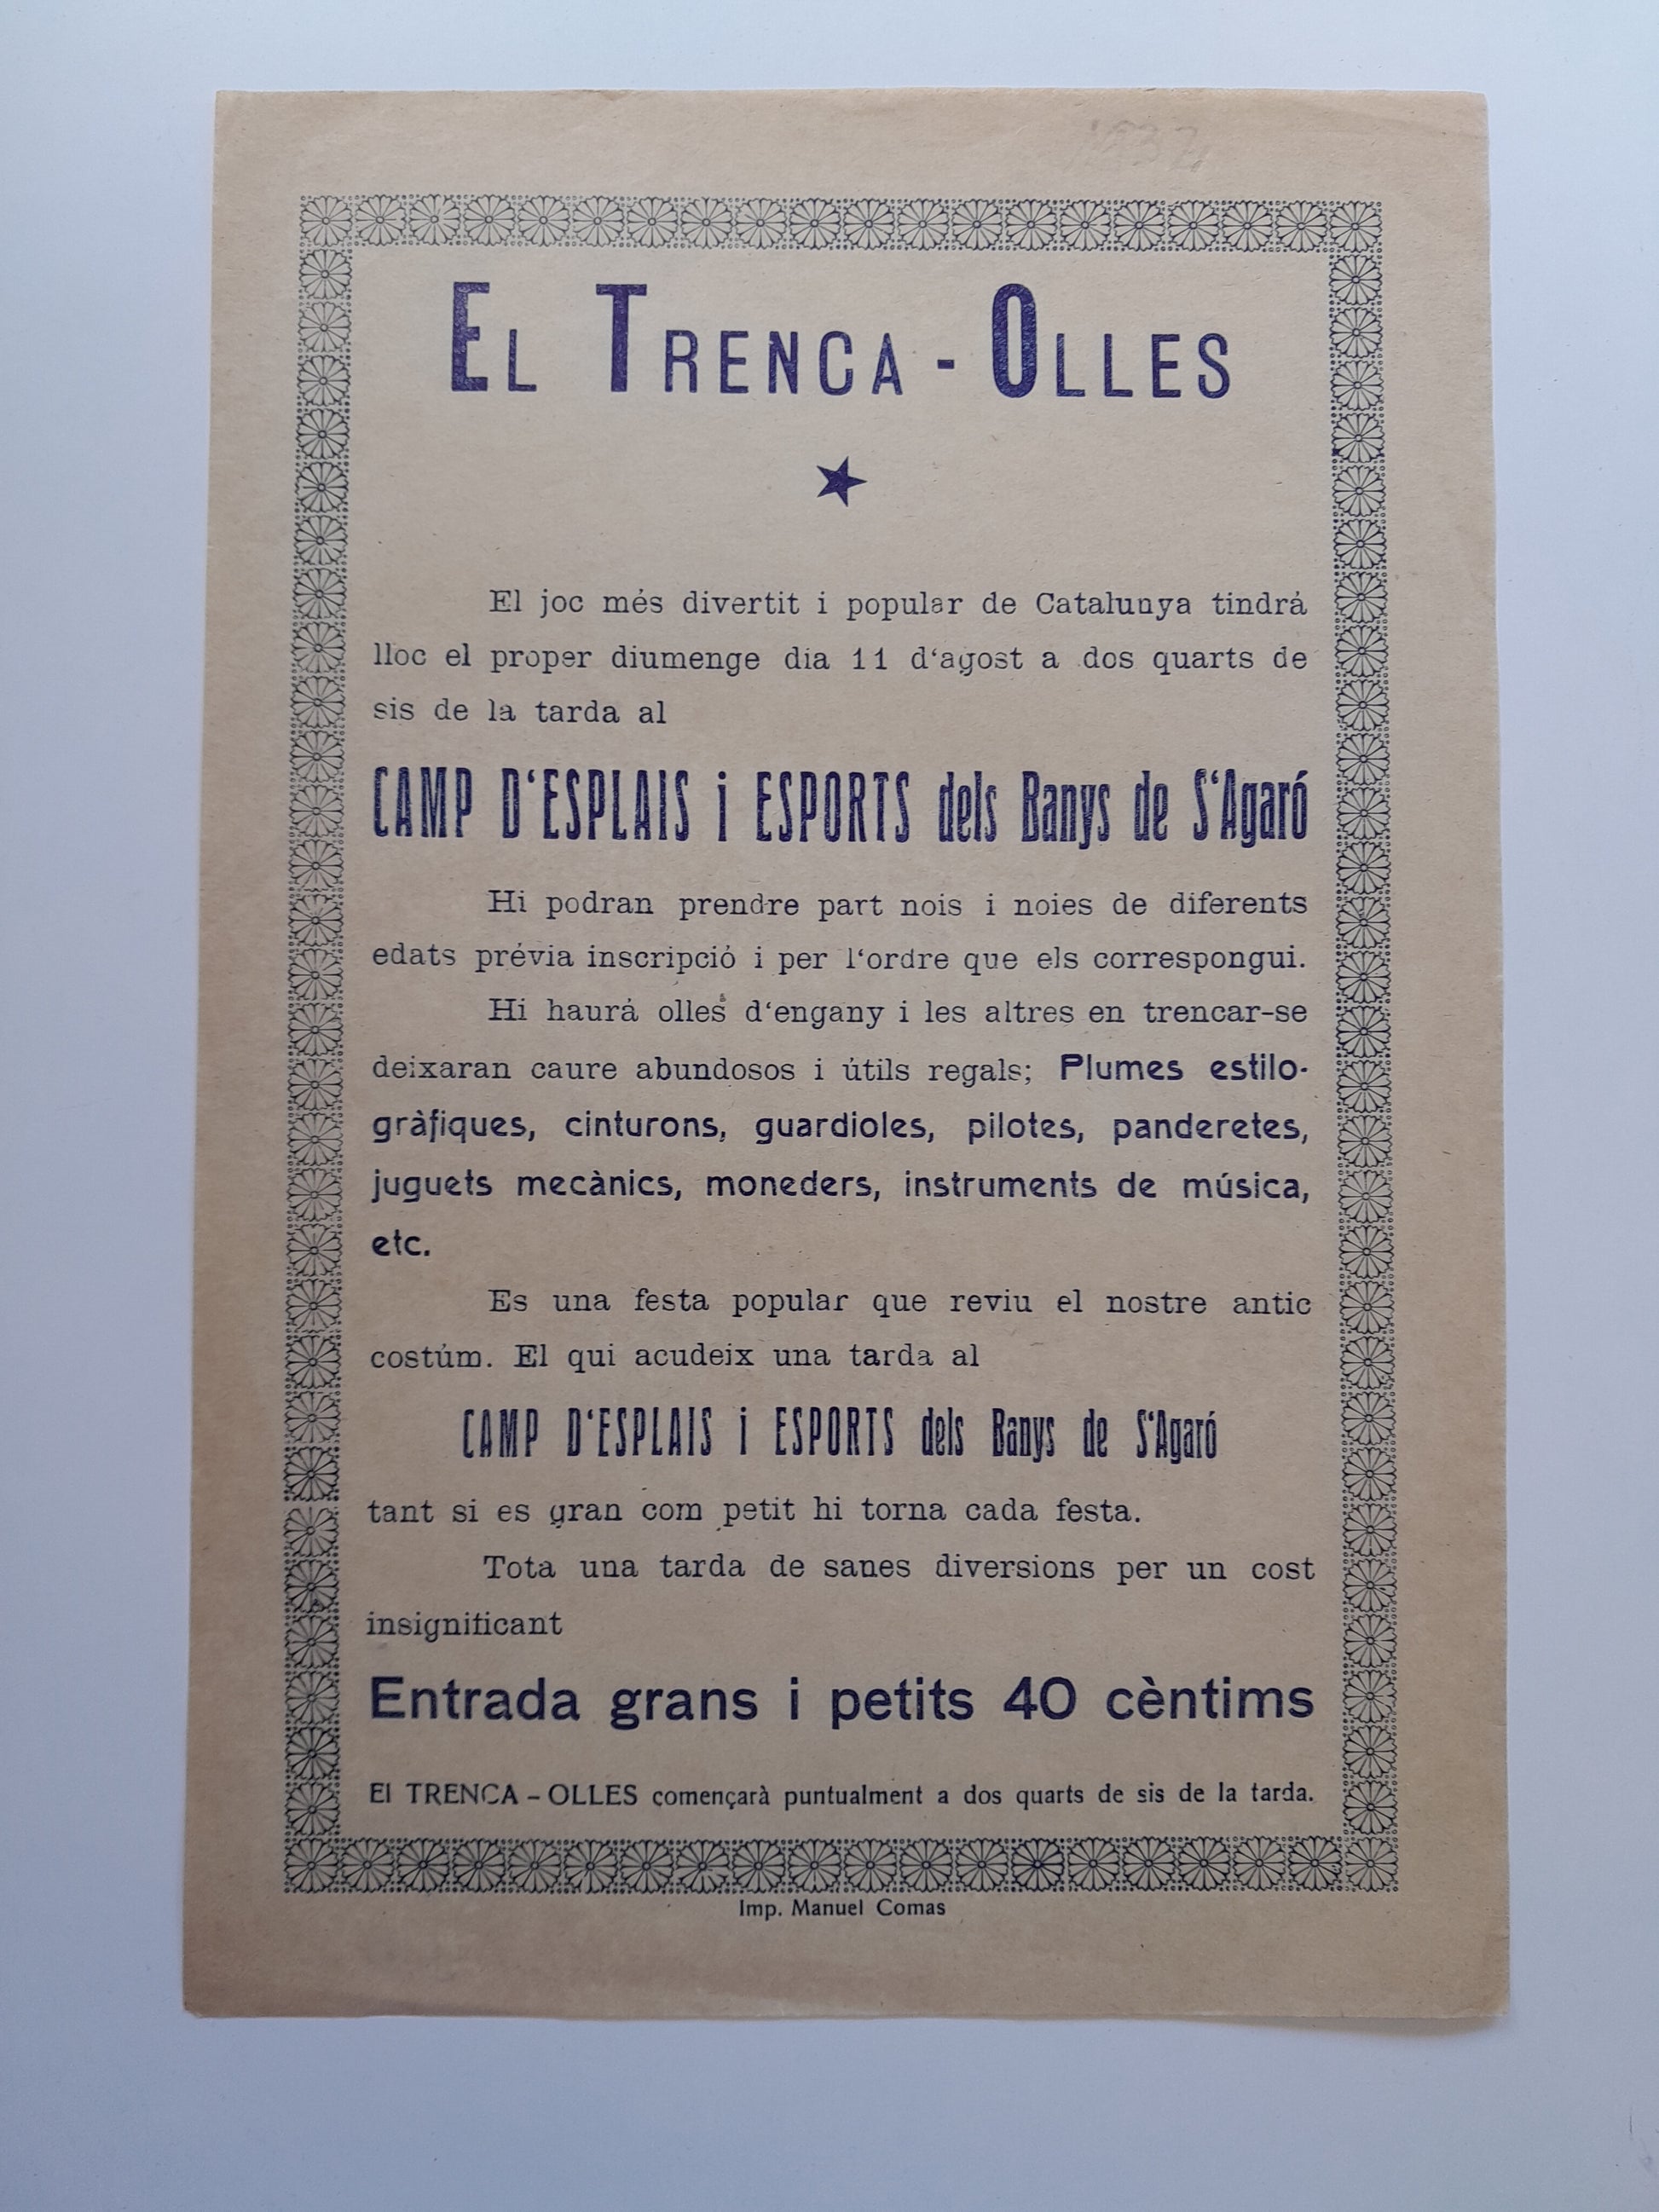 EL TRENCA - OLLES
El joc més divertit i popular de Catalunya tindrá
lloc el proper diumenge dia 11 d‘agost a dos quarts de
sis de la tarda al
CAMP D‘ESPLAIS i ESPORTS dels Banys de S‘Agaró
Hi podran prendre part nois i noies de diferents
edats prévia inscripció i per l‘ordre que els correspongui.
Hi haurá olles d‘engany i les altres en trencar-se
deixaran caure abundosos i útils regals; Plumes estilo-
gràfiques, cinturons, guardioles, pilotes, panderetes,
juguets mecànics, moneders, instruments de música,
etc.
Es una festa popular que reviu el nostre antic
costúm. El qui acudeix una tarda al
CAMP D‘ESPLAIS i ESPORTS dels Banys de S‘Agaró
tant si es gran com petit hi torna cada festa.
Tota una tarda de sanes diversions per un cost
insignificant
Entrada grans i petits 40 cèntims
El TRENCA - OLLES començarà puntualment a dos quarts de sis de la tarda.
Imp. Manuel Comas